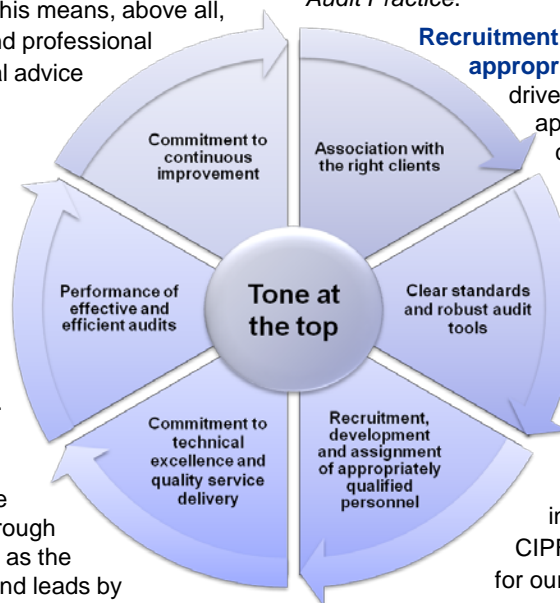 his means, above all,
nd professional
al advice
Audit Practice.
Recruitment
appropri
drive
ap
Commitment to
continuous
improvement
Association with
the right clients
Clear standards
and robust audit
tools
Recruitment,
development
and assignment
of appropriately
qualified
personnel
Commitment to
technical
excellence and
quality service
delivery
Performance of
effective and
efficient audits
Tone at
the top
e
rough
as the
nd leads by
in
CIPF
for our